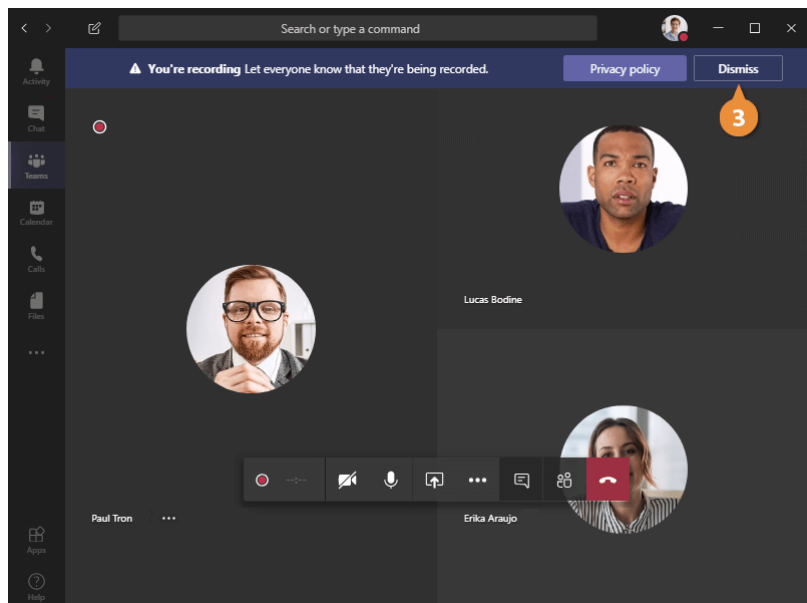 Search or type a command
Activity
Chat
Teams
Calendar
Calls
Files
Apps
Help
You're recording Let everyone know that they're being recorded.
Privacy policy
Dismiss
3
Lucas Bodine
--:--
Paul Tron
Erika Araujo